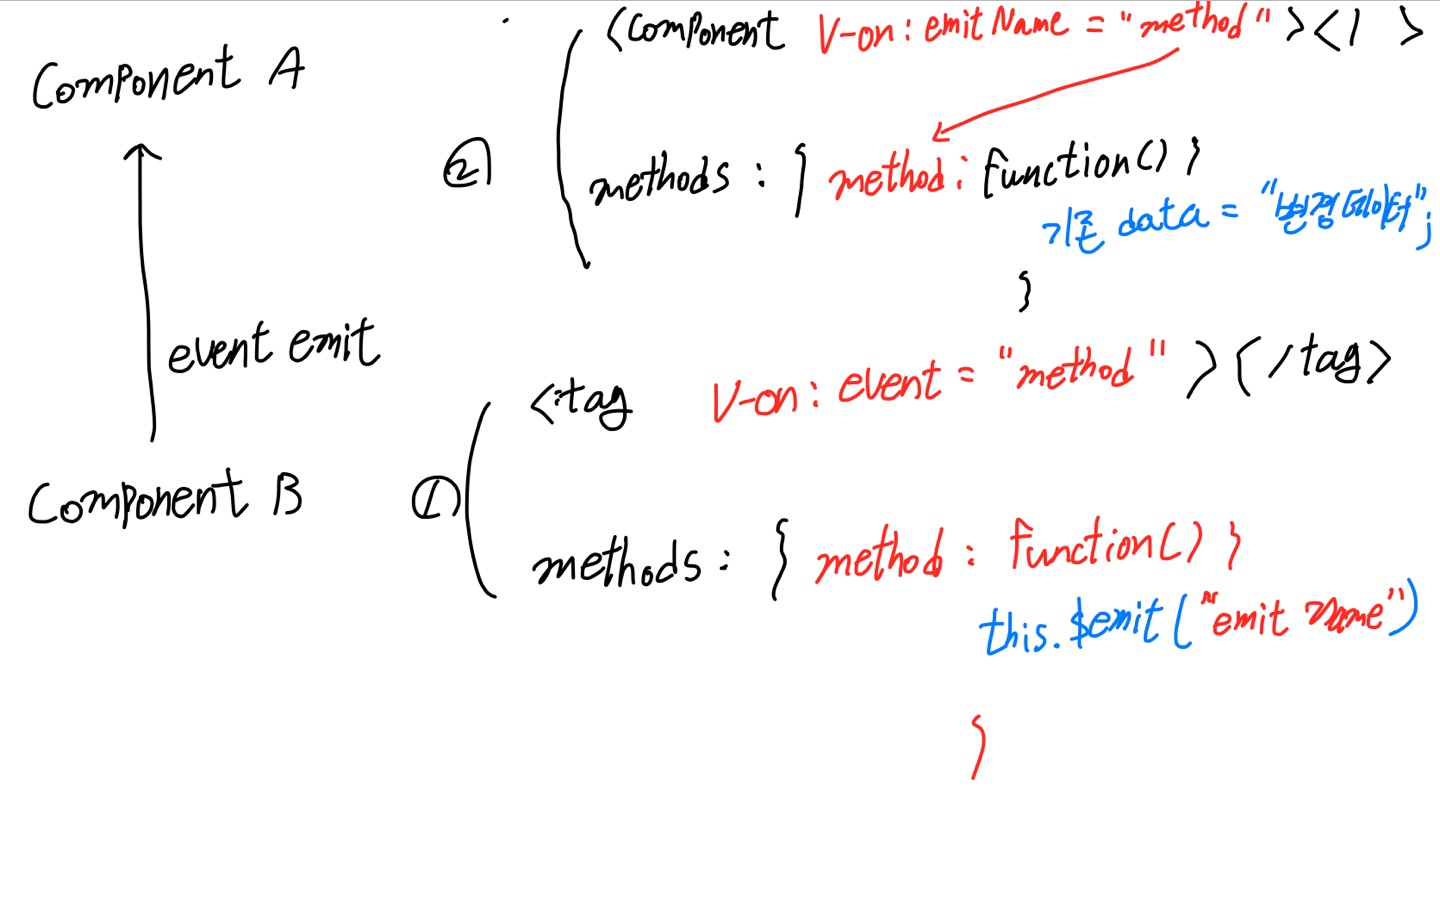 Component A
event emit
Component B
②
<Component v-on: emitName = "method" ></ >
methods : { method : function() }
기존 data = "변경데이터";
}
①
<tag v-on: event = "method" ></tag>
methods : { method : function() }
this.$emit("emit Name")
}